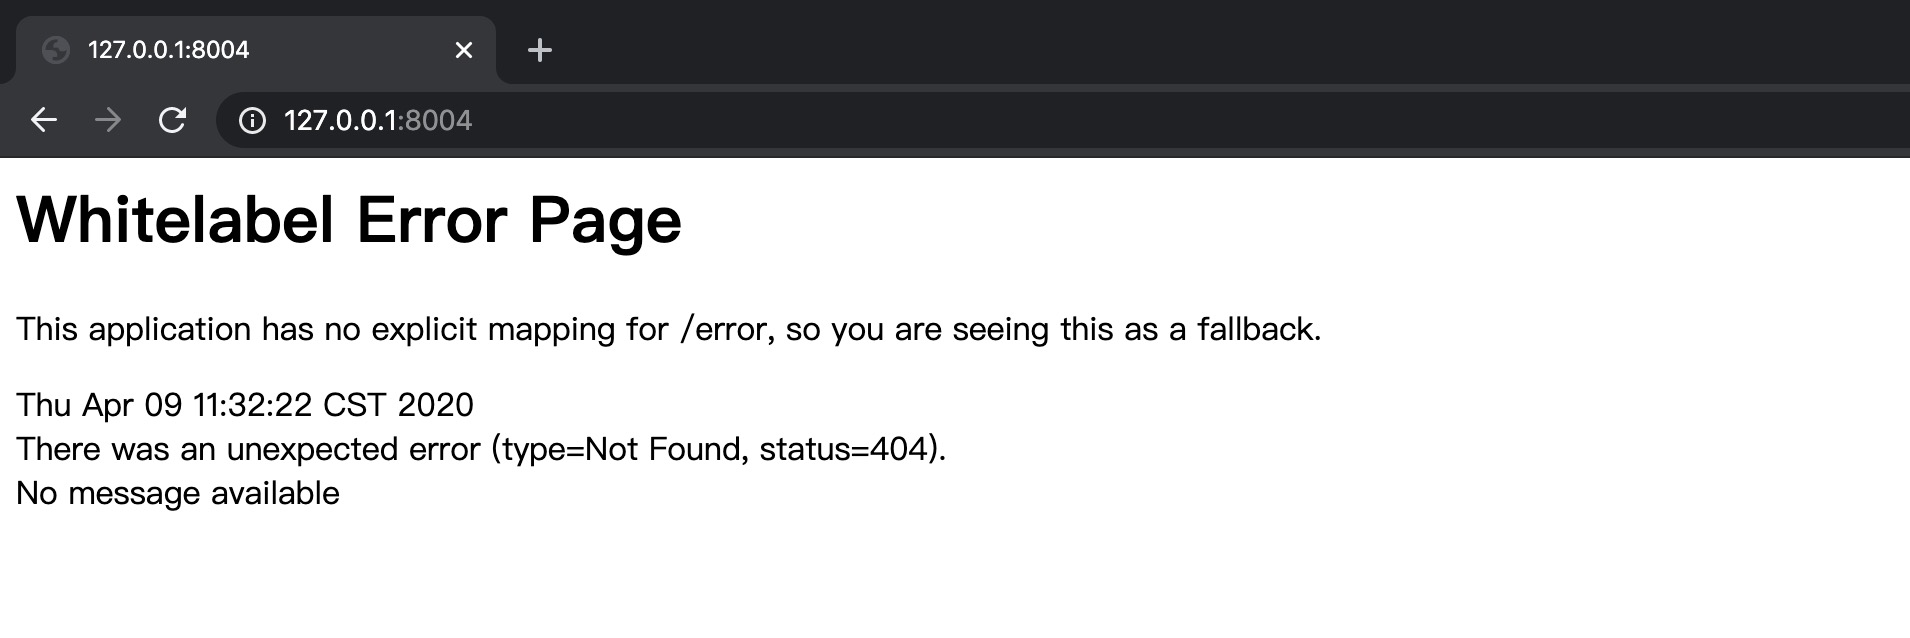 127.0.0.1:8004
127.0.0.1:8004
Whitelabel Error Page
This application has no explicit mapping for /error, so you are seeing this as a fallback.
Thu Apr 09 11:32:22 CST 2020
There was an unexpected error (type=Not Found, status=404).
No message available